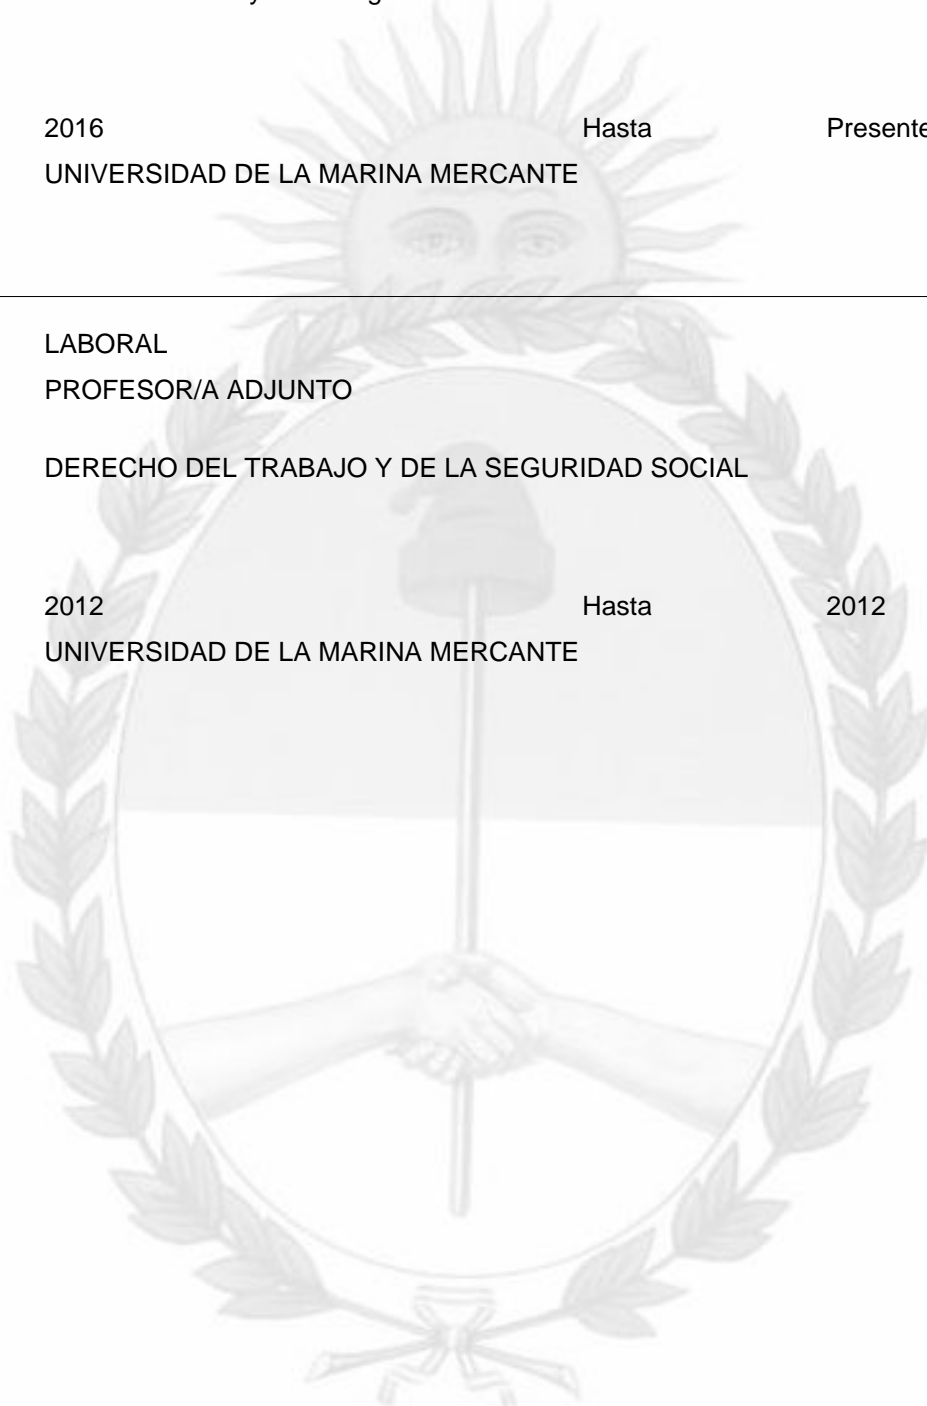 2016 Hasta Presente
UNIVERSIDAD DE LA MARINA MERCANTE
LABORAL
PROFESOR/A ADJUNTO
DERECHO DEL TRABAJO Y DE LA SEGURIDAD SOCIAL
2012 Hasta 2012
UNIVERSIDAD DE LA MARINA MERCANTE